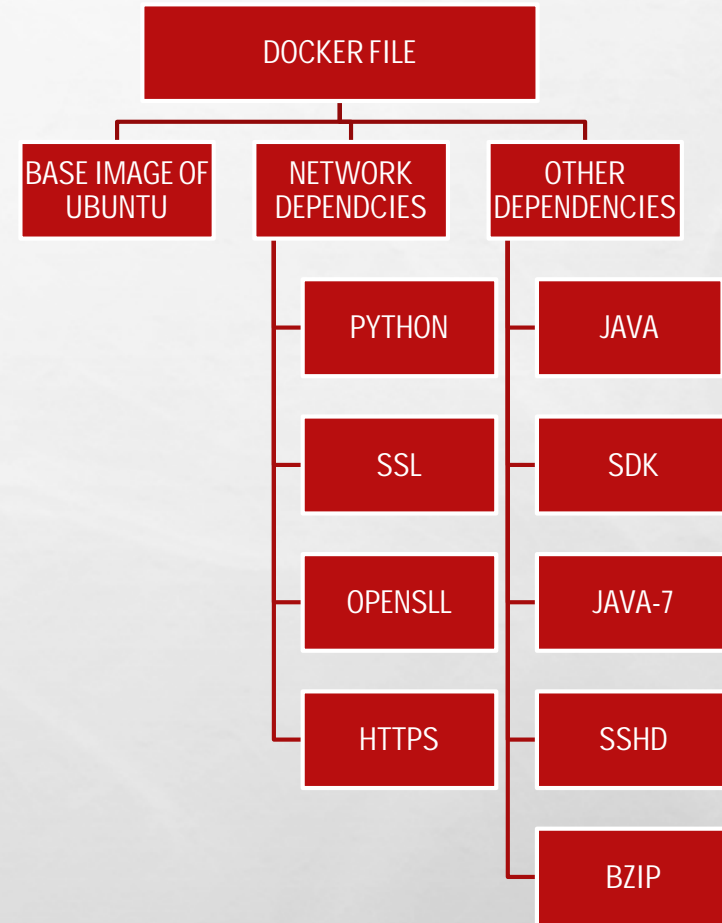 DOCKER FILE
BASE IMAGE OF
UBUNTU
NETWORK
DEPENDCIES
OTHER
DEPENDENCIES
PYTHON
SSL
OPENSLL
HTTPS
JAVA
SDK
JAVA-7
SSHD
BZIP